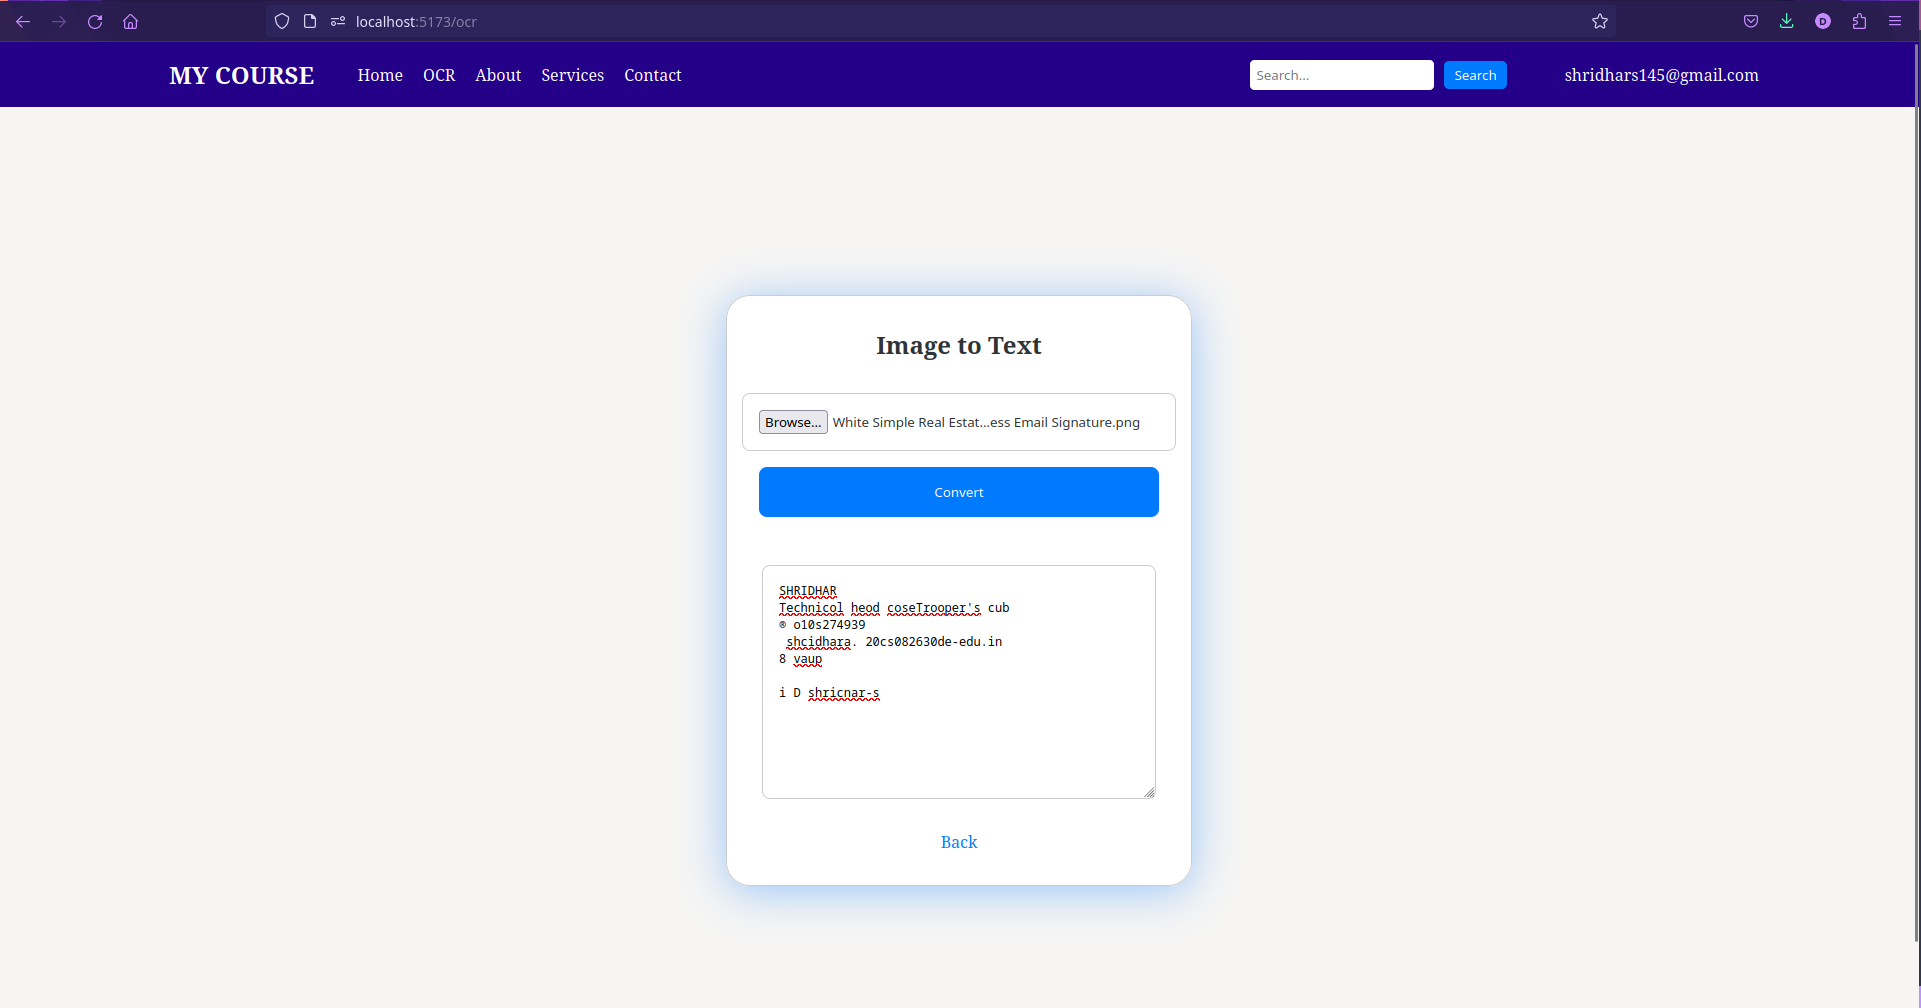 localhost:5173/ocr
D
MY COURSE
Home
OCR
About
Services
Contact
Search...
Search
shridhars145@gmail.com
Image to Text
Browse...
White Simple Real Estat...ess Email Signature.png
Convert
SHRIDHAR
Technicol heod coseTrooper's cub
® o10s274939
shcidhara. 20cs082630de-edu.in
8 vaup
i D shricnar-s
Back